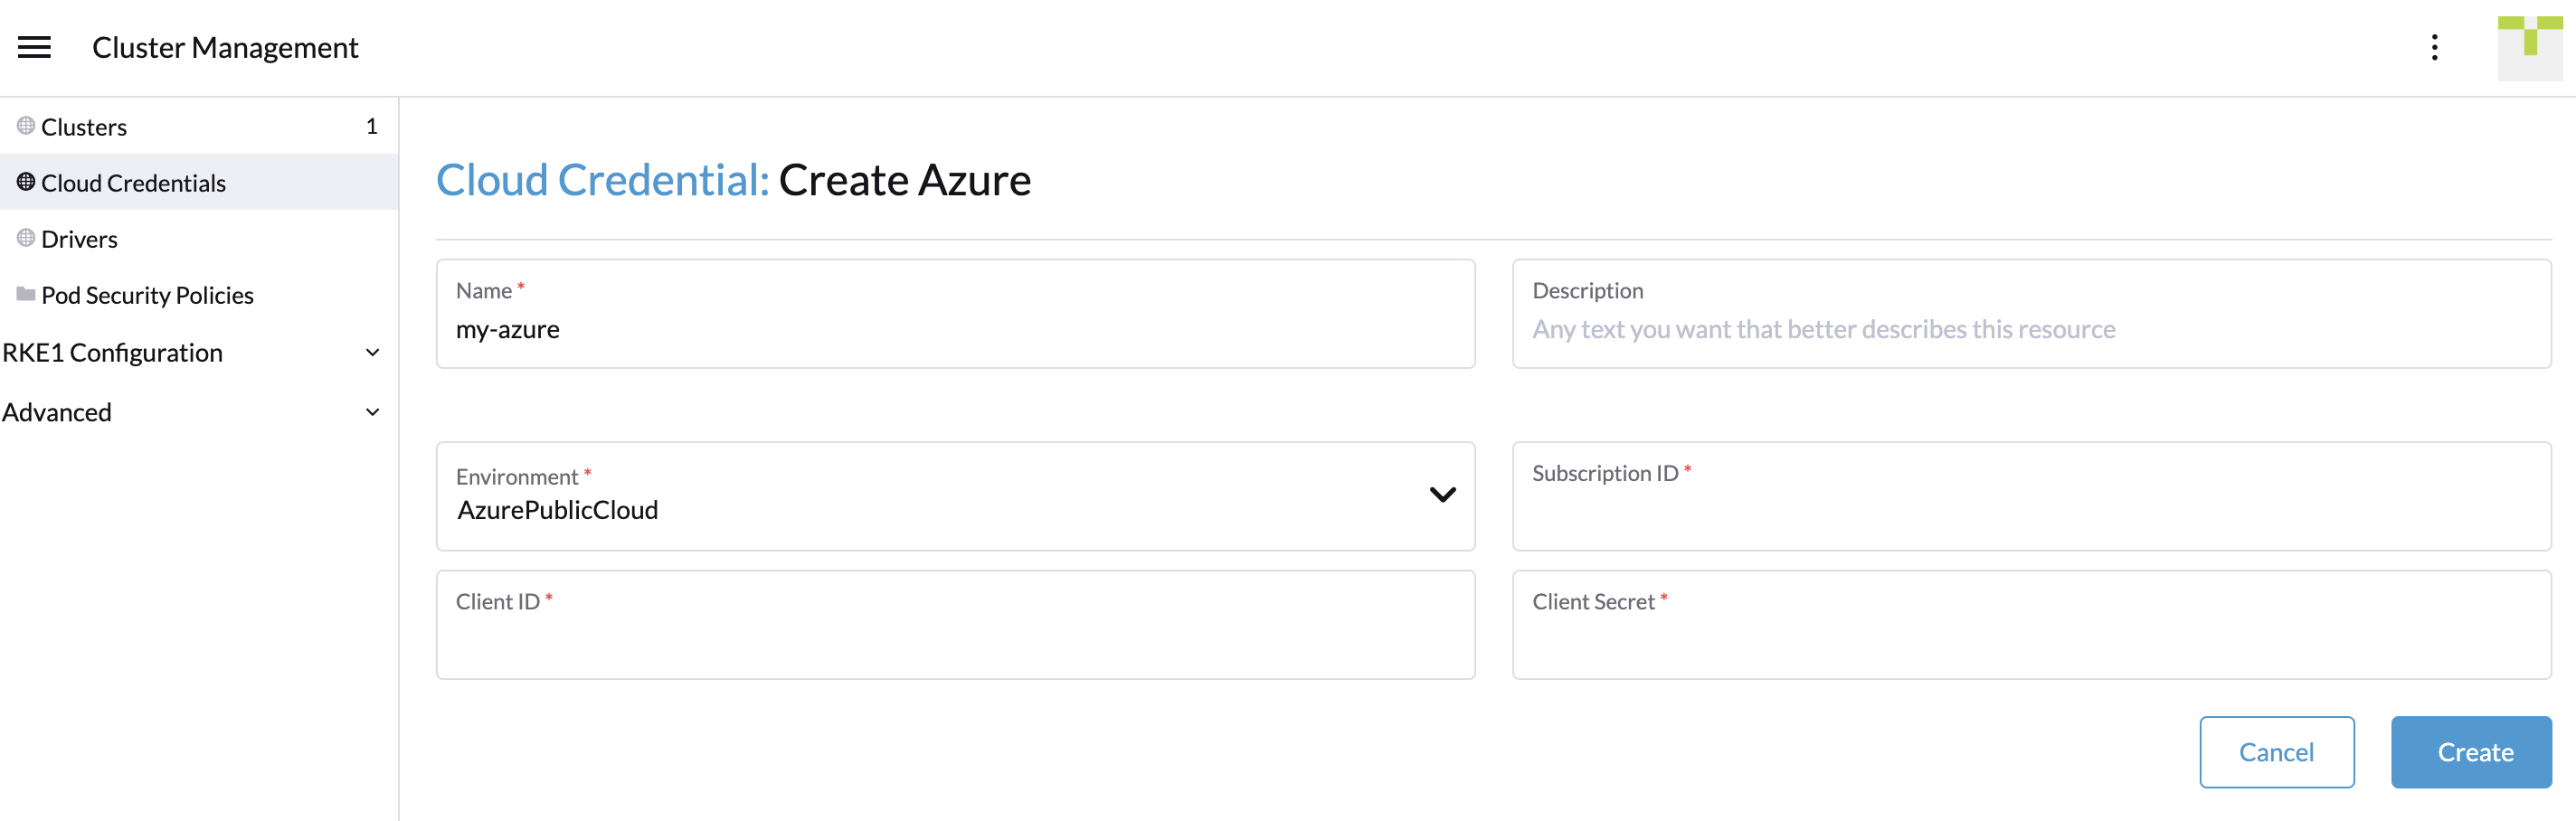 Cluster Management
Clusters 1
Cloud Credentials
Drivers
Pod Security Policies
RKE1 Configuration
Advanced
Cloud Credential: Create Azure
Name *
my-azure
Description
Any text you want that better describes this resource
Environment *
AzurePublicCloud
Subscription ID *
Client ID *
Client Secret *
Cancel
Create